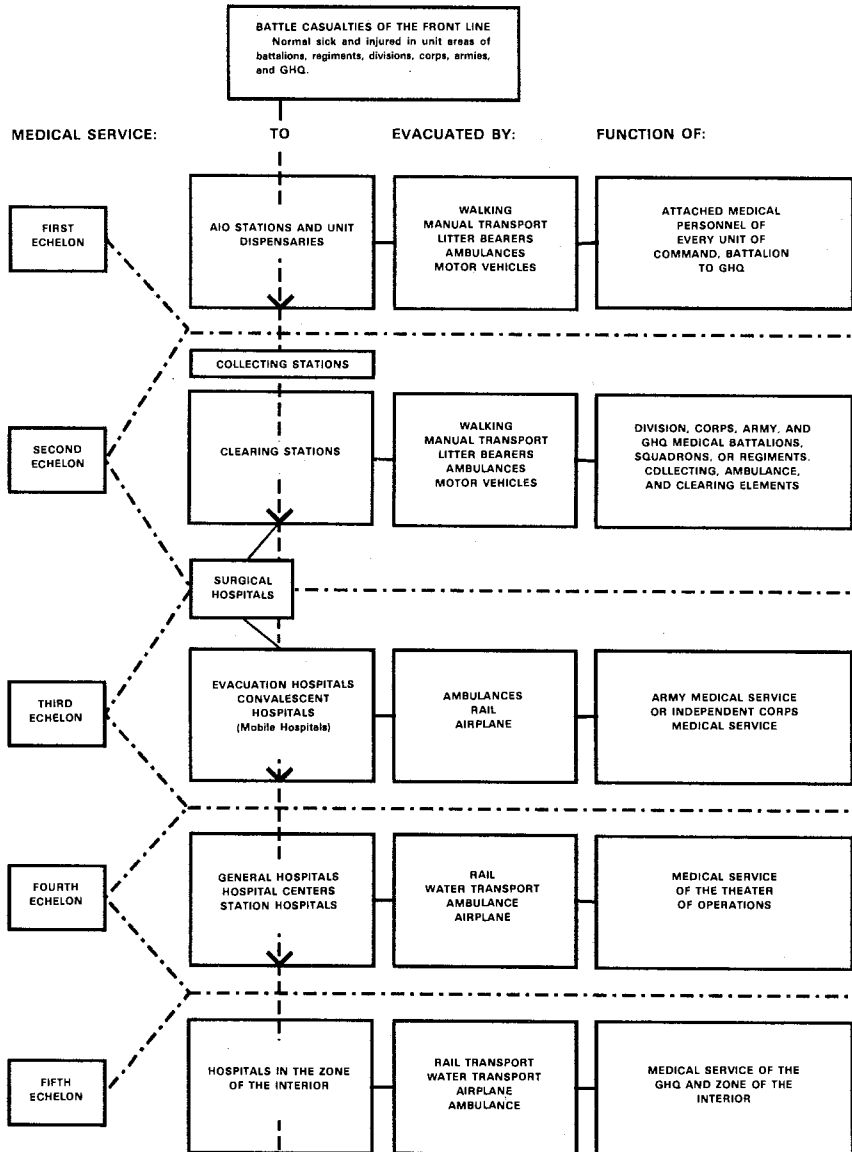 BATTLE CASUALTIES OF THE FRONT LINE
Normal sick and injured in unit areas of
battalions, regiments, divisions, corps, armies,
and GHQ.
MEDICAL SERVICE:
TO
EVACUATED BY:
FUNCTION OF:
FIRST
ECHELON
AIO STATIONS AND UNIT
DISPENSARIES
WALKING
MANUAL TRANSPORT
LITTER BEARERS
AMBULANCES
MOTOR VEHICLES
ATTACHED MEDICAL
PERSONNEL OF
EVERY UNIT OF
COMMAND, BATTALION
TO GHQ
COLLECTING STATIONS
SECOND
ECHELON
CLEARING STATIONS
WALKING
MANUAL TRANSPORT
LITTER BEARERS
AMBULANCES
MOTOR VEHICLES
DIVISION, CORPS, ARMY, AND
GHQ MEDICAL BATTALIONS,
SQUADRONS, OR REGIMENTS.
COLLECTING, AMBULANCE,
AND CLEARING ELEMENTS
SURGICAL
HOSPITALS
THIRD
ECHELON
EVACUATION HOSPITALS
CONVALESCENT
HOSPITALS
(Mobile Hospitals)
AMBULANCES
RAIL
AIRPLANE
ARMY MEDICAL SERVICE
OR INDEPENDENT CORPS
MEDICAL SERVICE
FOURTH
ECHELON
GENERAL HOSPITALS
HOSPITAL CENTERS
STATION HOSPITALS
RAIL
WATER TRANSPORT
AMBULANCE
AIRPLANE
MEDICAL SERVICE
OF THE THEATER
OF OPERATIONS
FIFTH
ECHELON
HOSPITALS IN THE ZONE
OF THE INTERIOR
RAIL TRANSPORT
WATER TRANSPORT
AIRPLANE
AMBULANCE
MEDICAL SERVICE OF THE
GHQ AND ZONE OF THE
INTERIOR